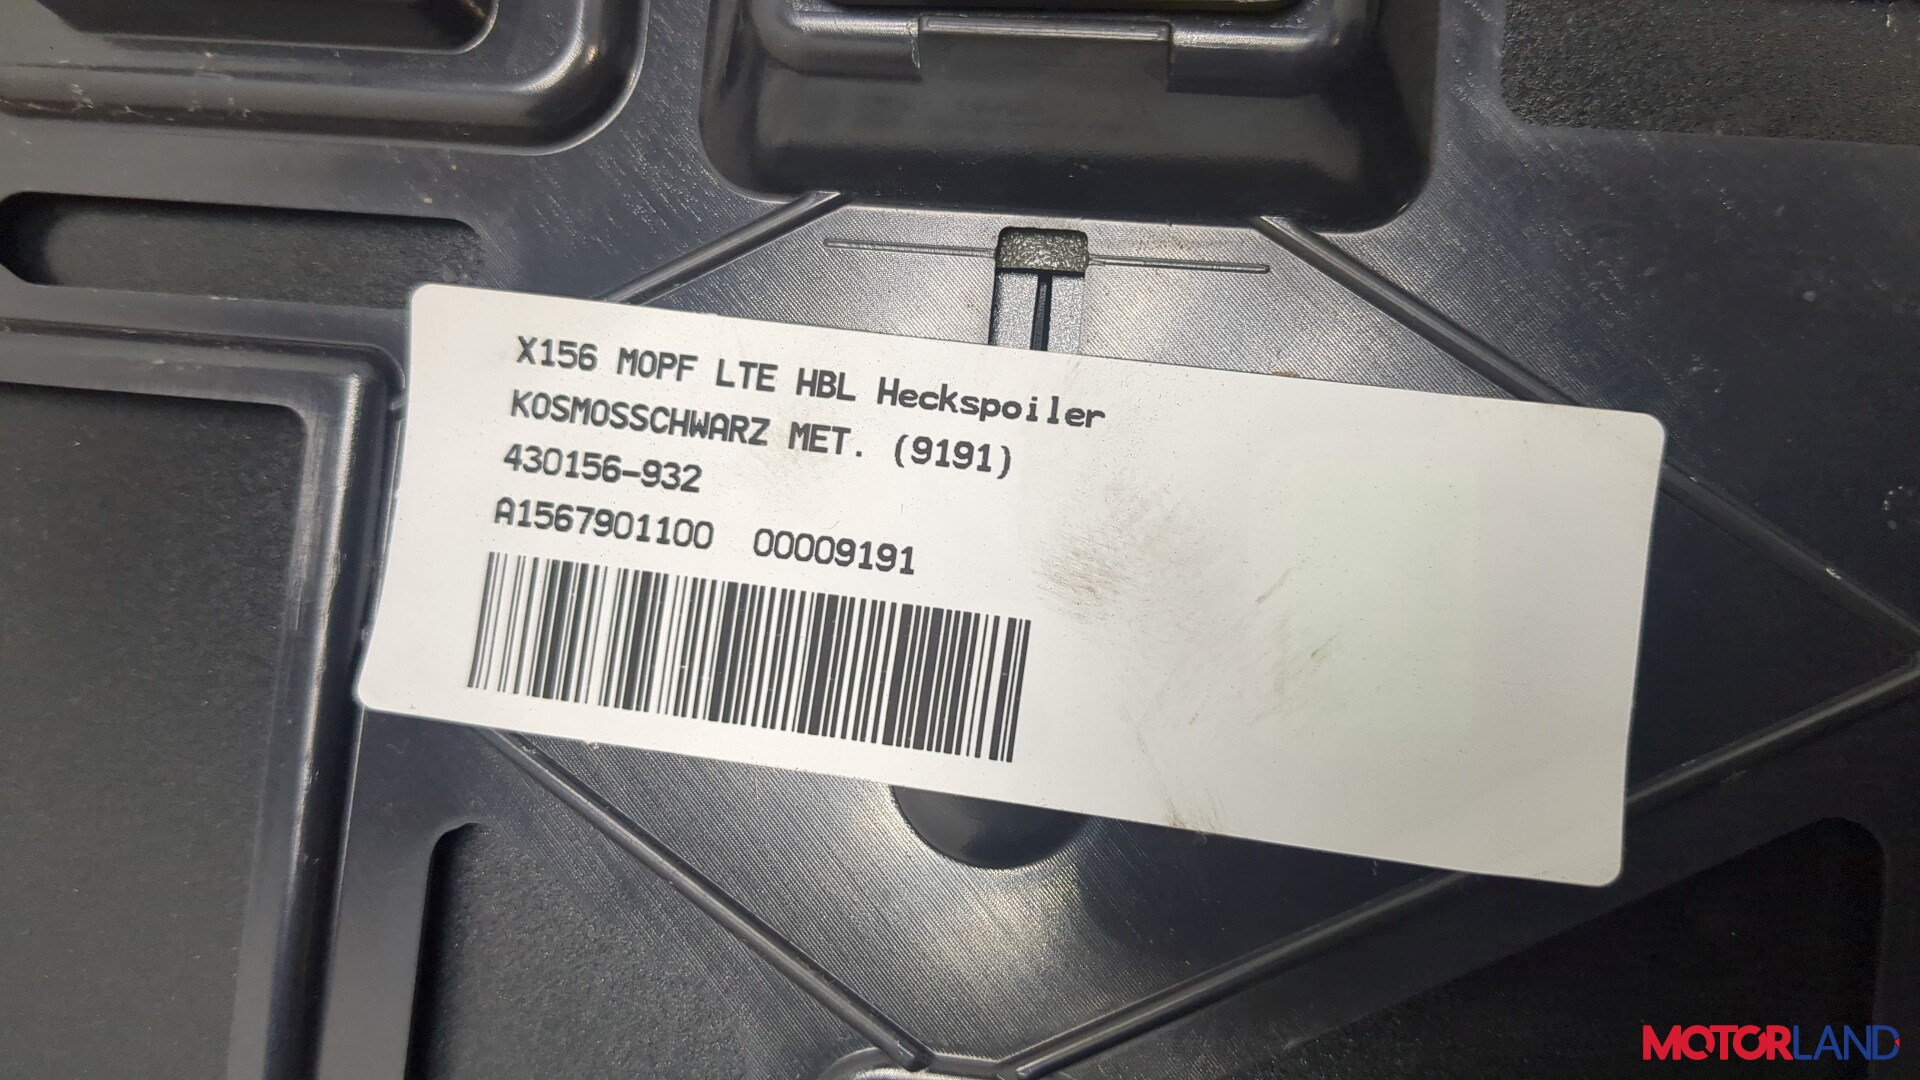 X156 MOPF LTE HBL Heckspoiler
KOSMOSSCHWARZ MET. (9191)
430156-932
A1567901100 00009191
MOTORLAND